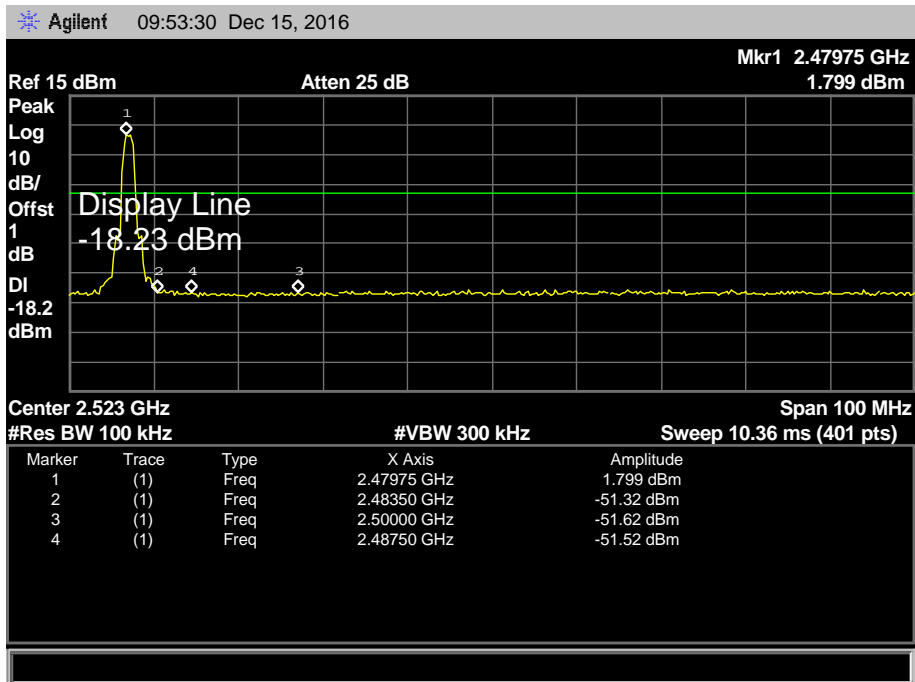 Agilent 09:53:30 Dec 15, 2016
Mkr1 2.47975 GHz
Ref 15 dBm Atten 25 dB 1.799 dBm
Peak
Log
10
dB/
Offst
1
dB
DI
-18.2
dBm
1
Display Line
-18.23 dBm
2 4 3
Center 2.523 GHz Span 100 MHz
#Res BW 100 kHz #VBW 300 kHz Sweep 10.36 ms (401 pts)
Marker Trace Type X Axis Amplitude
1 (1) Freq 2.47975 GHz 1.799 dBm
2 (1) Freq 2.48350 GHz -51.32 dBm
3 (1) Freq 2.50000 GHz -51.62 dBm
4 (1) Freq 2.48750 GHz -51.52 dBm